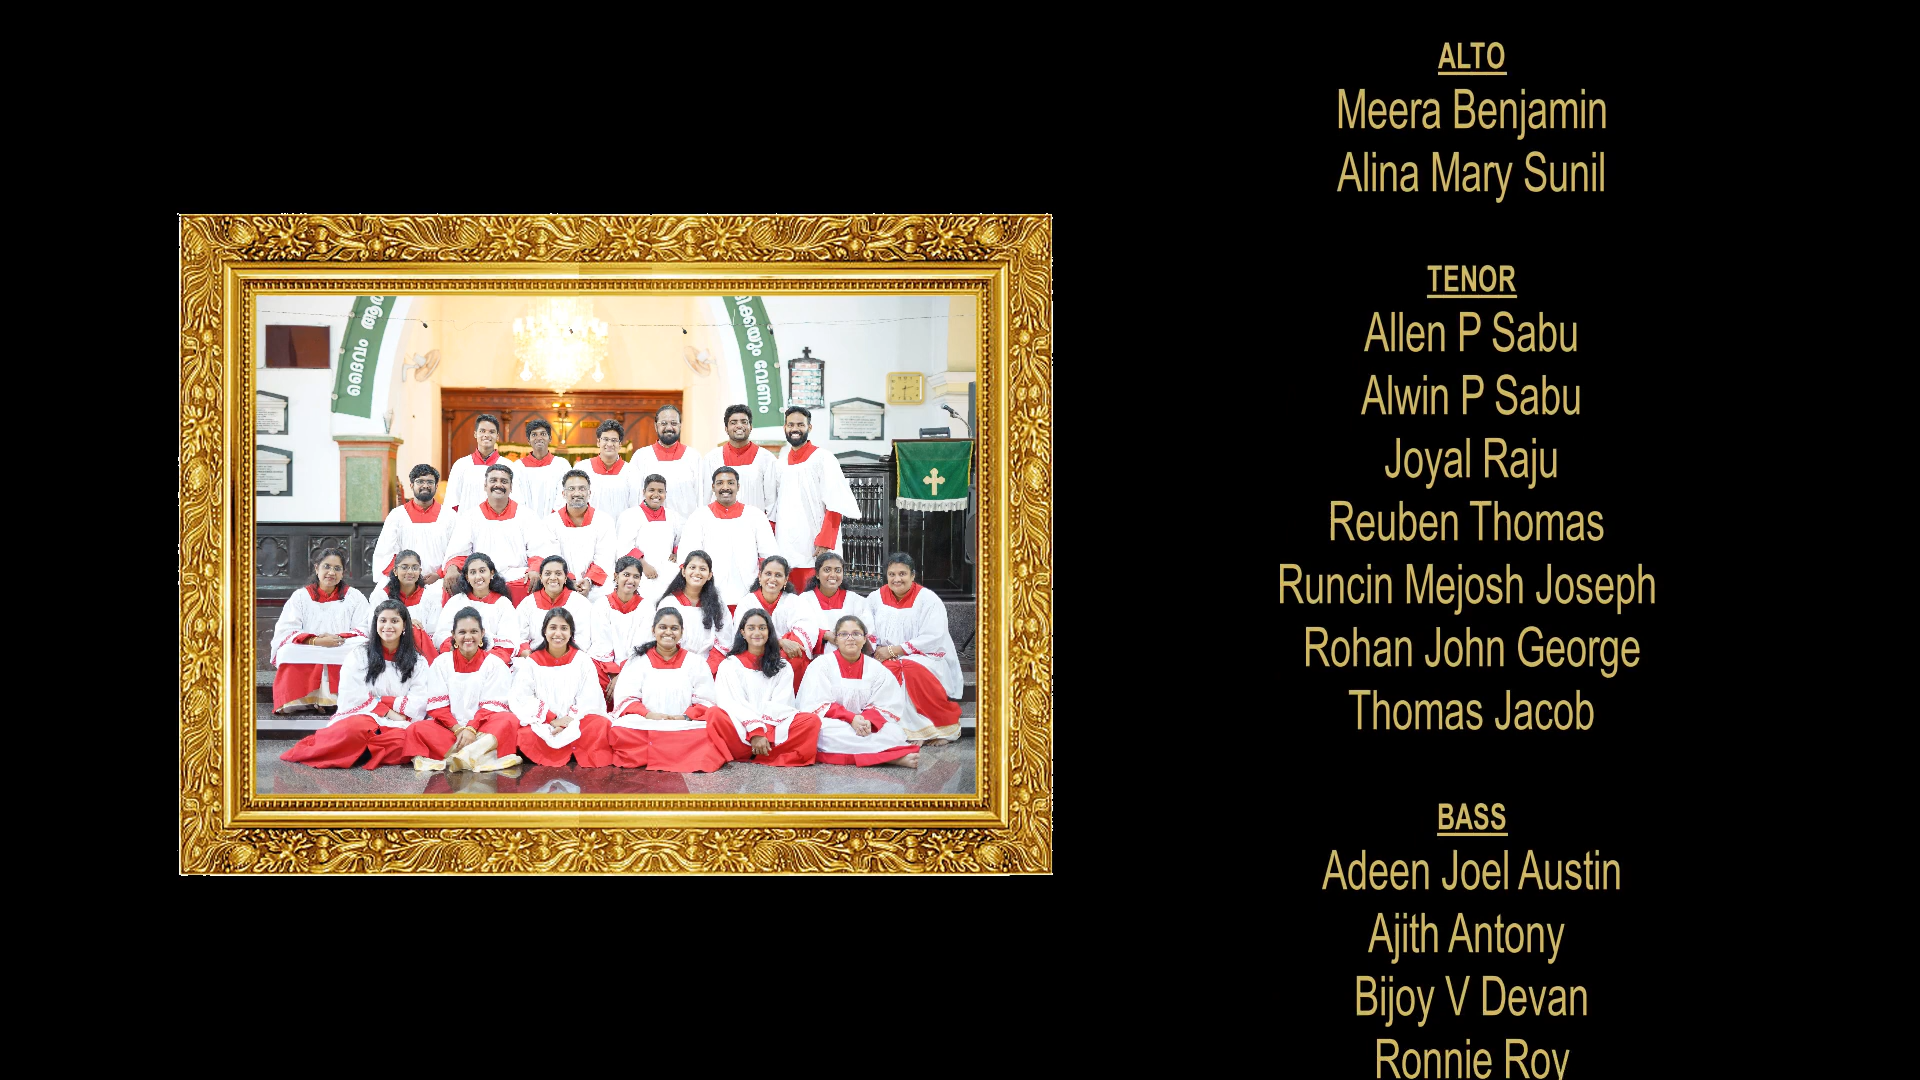 ALTO
Meera Benjamin
Alina Mary Sunil
TENOR
Allen P Sabu
Alwin P Sabu
Joyal Raju
Reuben Thomas
Runcin Mejosh Joseph
Rohan John George
Thomas Jacob
BASS
Adeen Joel Austin
Ajith Antony
Bijoy V Devan
Ronnie Roy